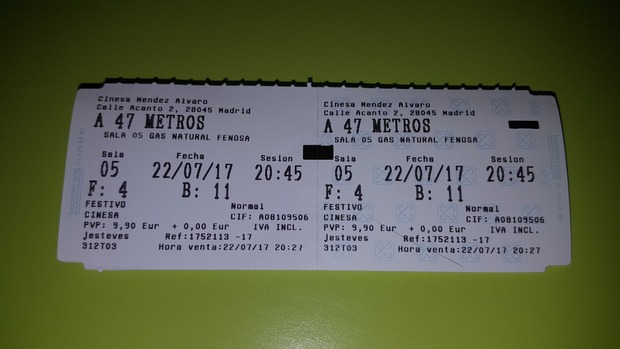 Cinesa Mendez Alvaro
Calle Acanto 2, 28045 Madrid
A 47 METROS
SALA 05 GAS NATURAL FENOSA
Sala Fecha Sesion
05 22/07/17 20:45
F: 4 B: 11
FESTIVO Normal
CINESA CIF: A08109506
PVP: 9,90 Eur + 0,00 Eur IVA INCL.
jesteves Ref:1752113 -17
312T03 Hora venta:22/07/17 20:27
Cinesa Mendez Alvaro
Calle Acanto 2, 28045 Madrid
A 47 METROS
SALA 05 GAS NATURAL FENOSA
Sala Fecha Sesion
05 22/07/17 20:45
F: 4 B: 11
FESTIVO Normal
CINESA CIF: A08109506
PVP: 9,90 Eur + 0,00 Eur IVA INCL.
jesteves Ref:1752113 -17
312T03 Hora venta:22/07/17 20:27